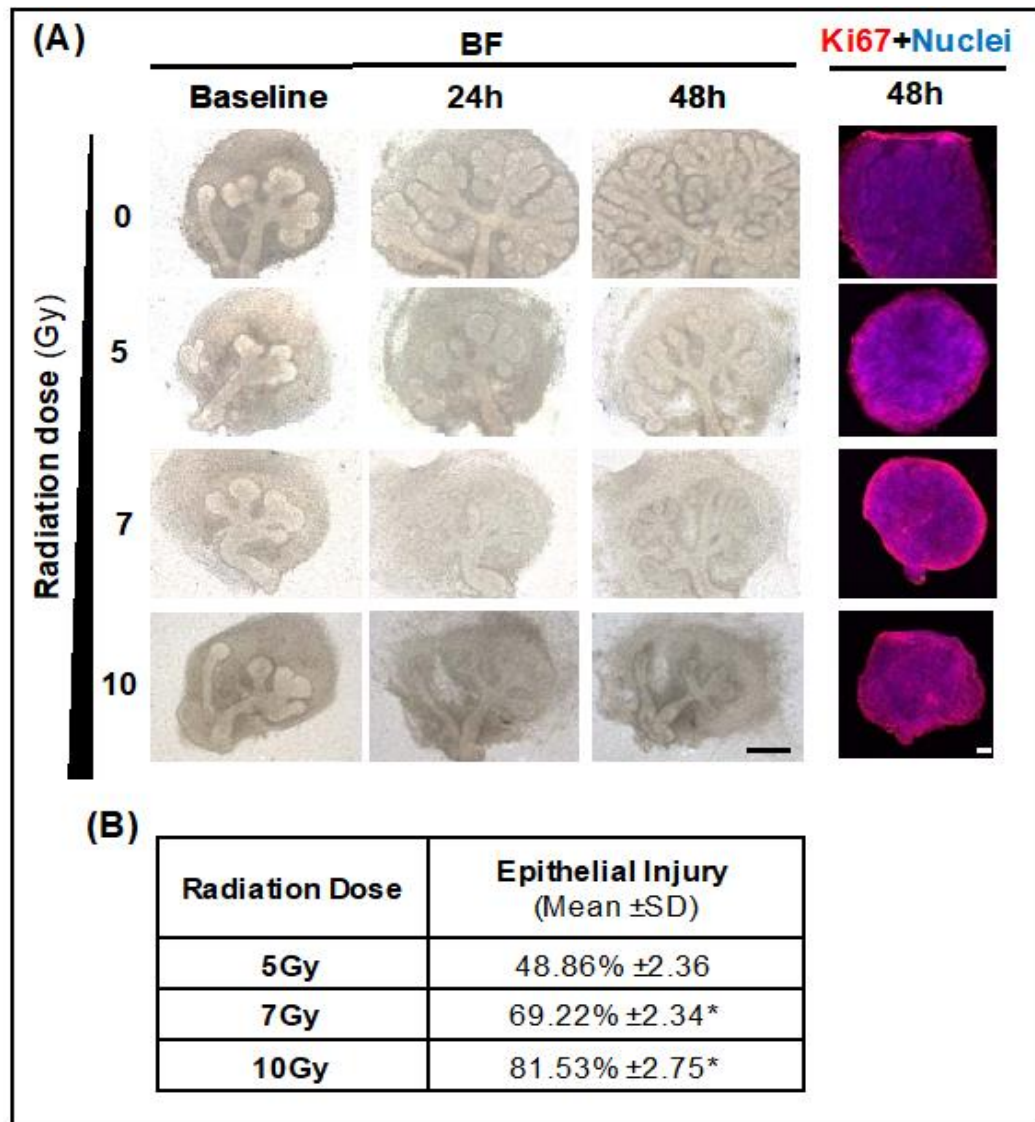 (A)
BF
Ki67+Nuclei
Baseline
24h
48h
48h
Radiation dose (Gy)
0
5
7
10
(B)
Radiation Dose
Epithelial Injury
(Mean ±SD)
5Gy
48.86% ±2.36
7Gy
69.22% ±2.34*
10Gy
81.53% ±2.75*